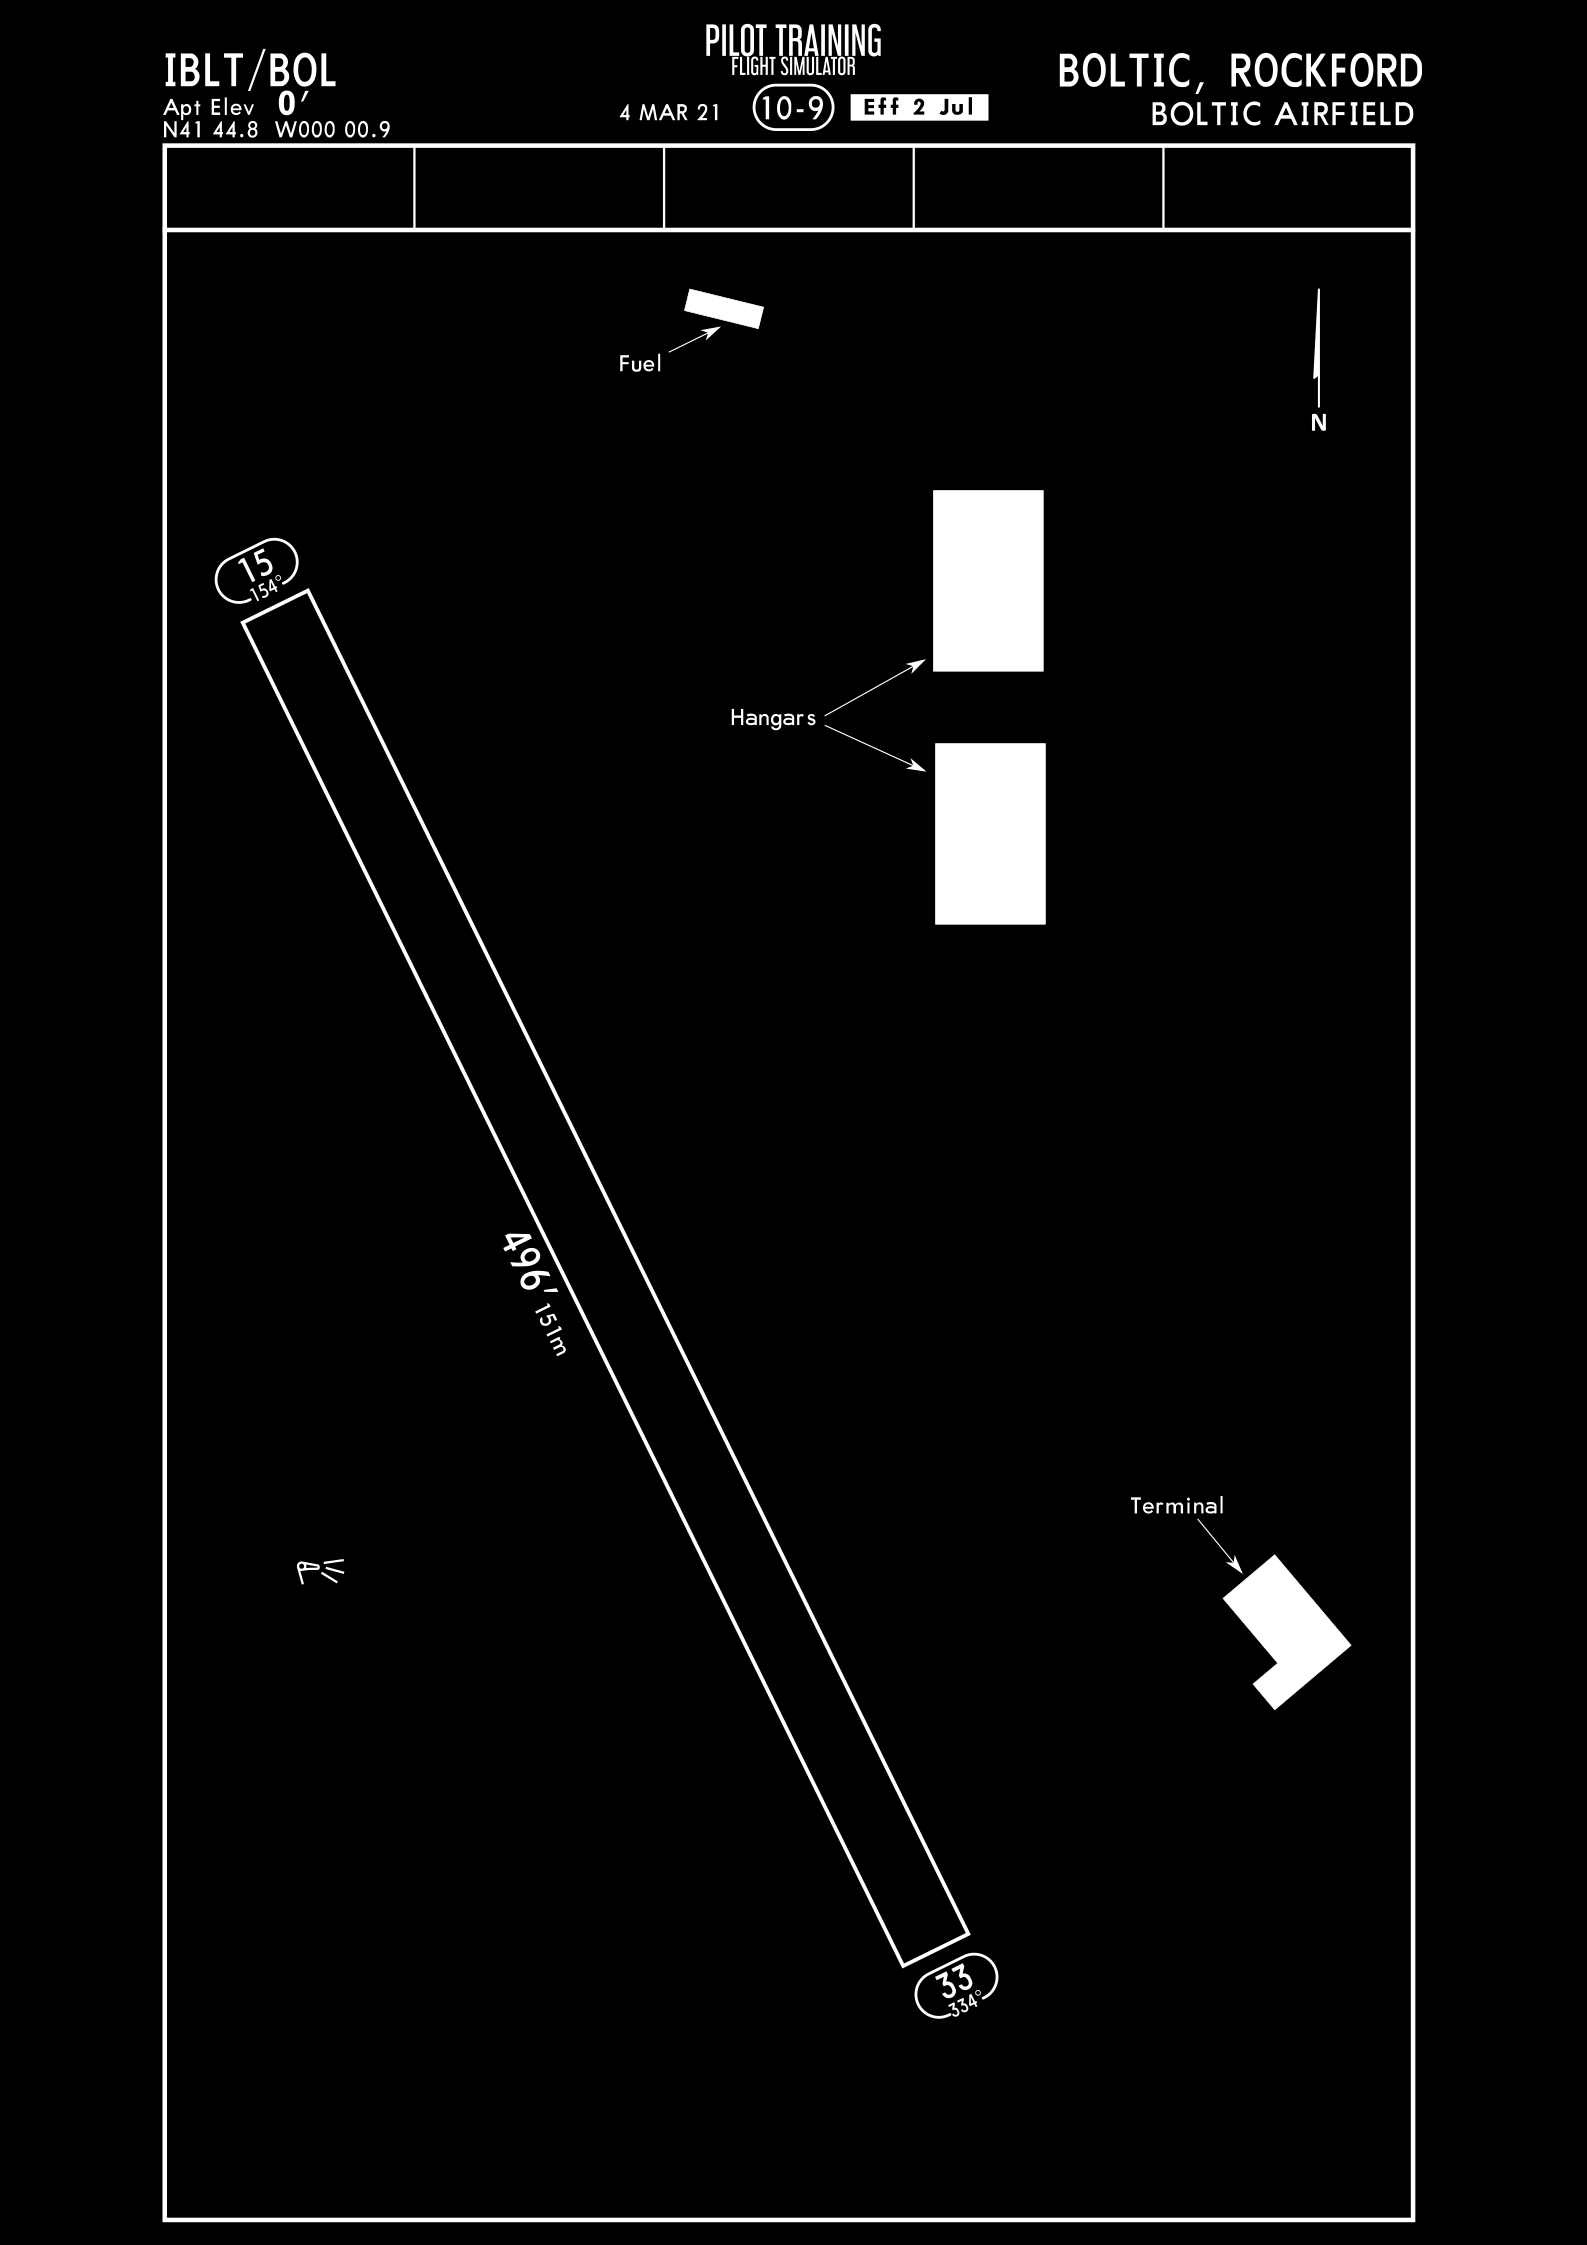 PILOT TRAINING
FLIGHT SIMULATOR
IBLT/BOL
Apt Elev 0'
N41 44.8 W000 00.9
4 MAR 21
10-9
Eff 2 Jul
BOLTIC, ROCKFORD
BOLTIC AIRFIELD
Fuel
N
15
154°
Hangars
496' 151m
Terminal
33
334°